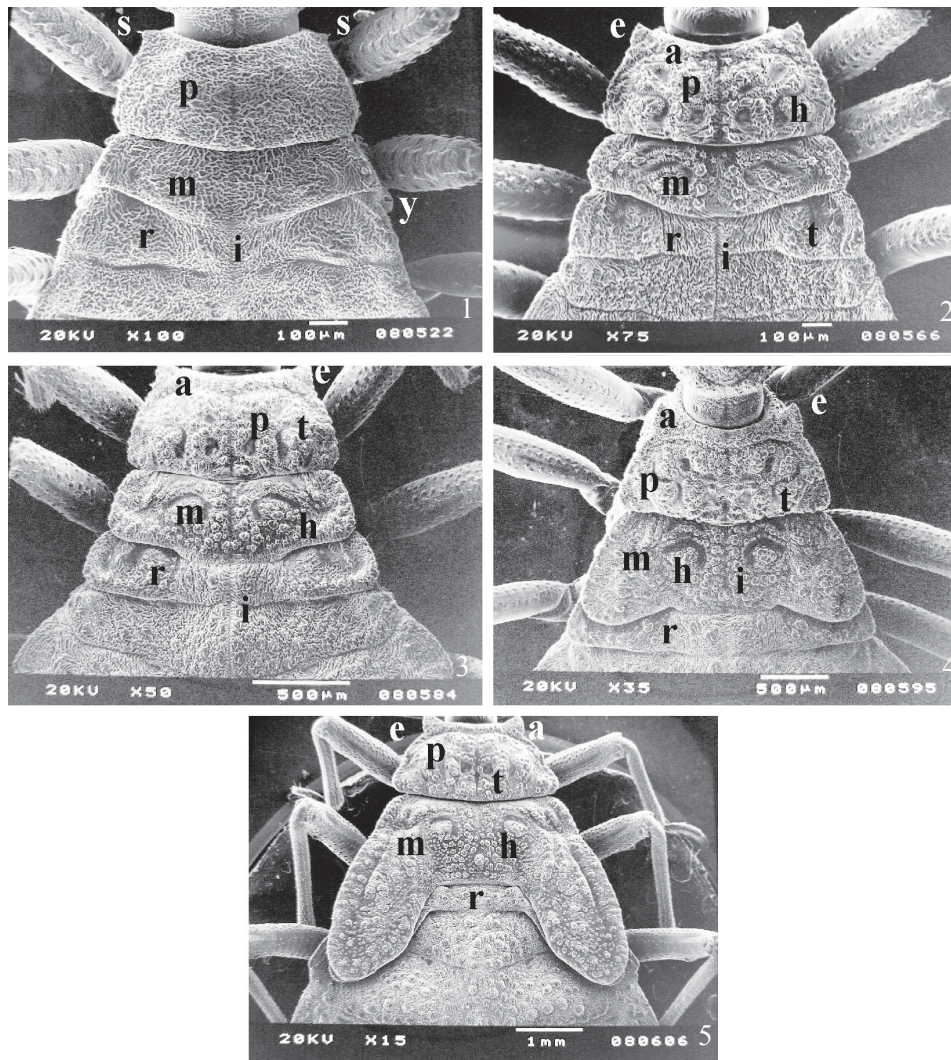 s s
p
m
y
r i
1
20KV X100 100µm 080522
e
a
p
h
m
r i t
2
20KV X75 100µm 080566
a e
p t
m h
r
i
3
20KV X50 500µm 080584
e
a
p t
m h i
r
20KV X35 500µm 080595
e a
p
t
m h
r
5
20KV X15 1mm 080606